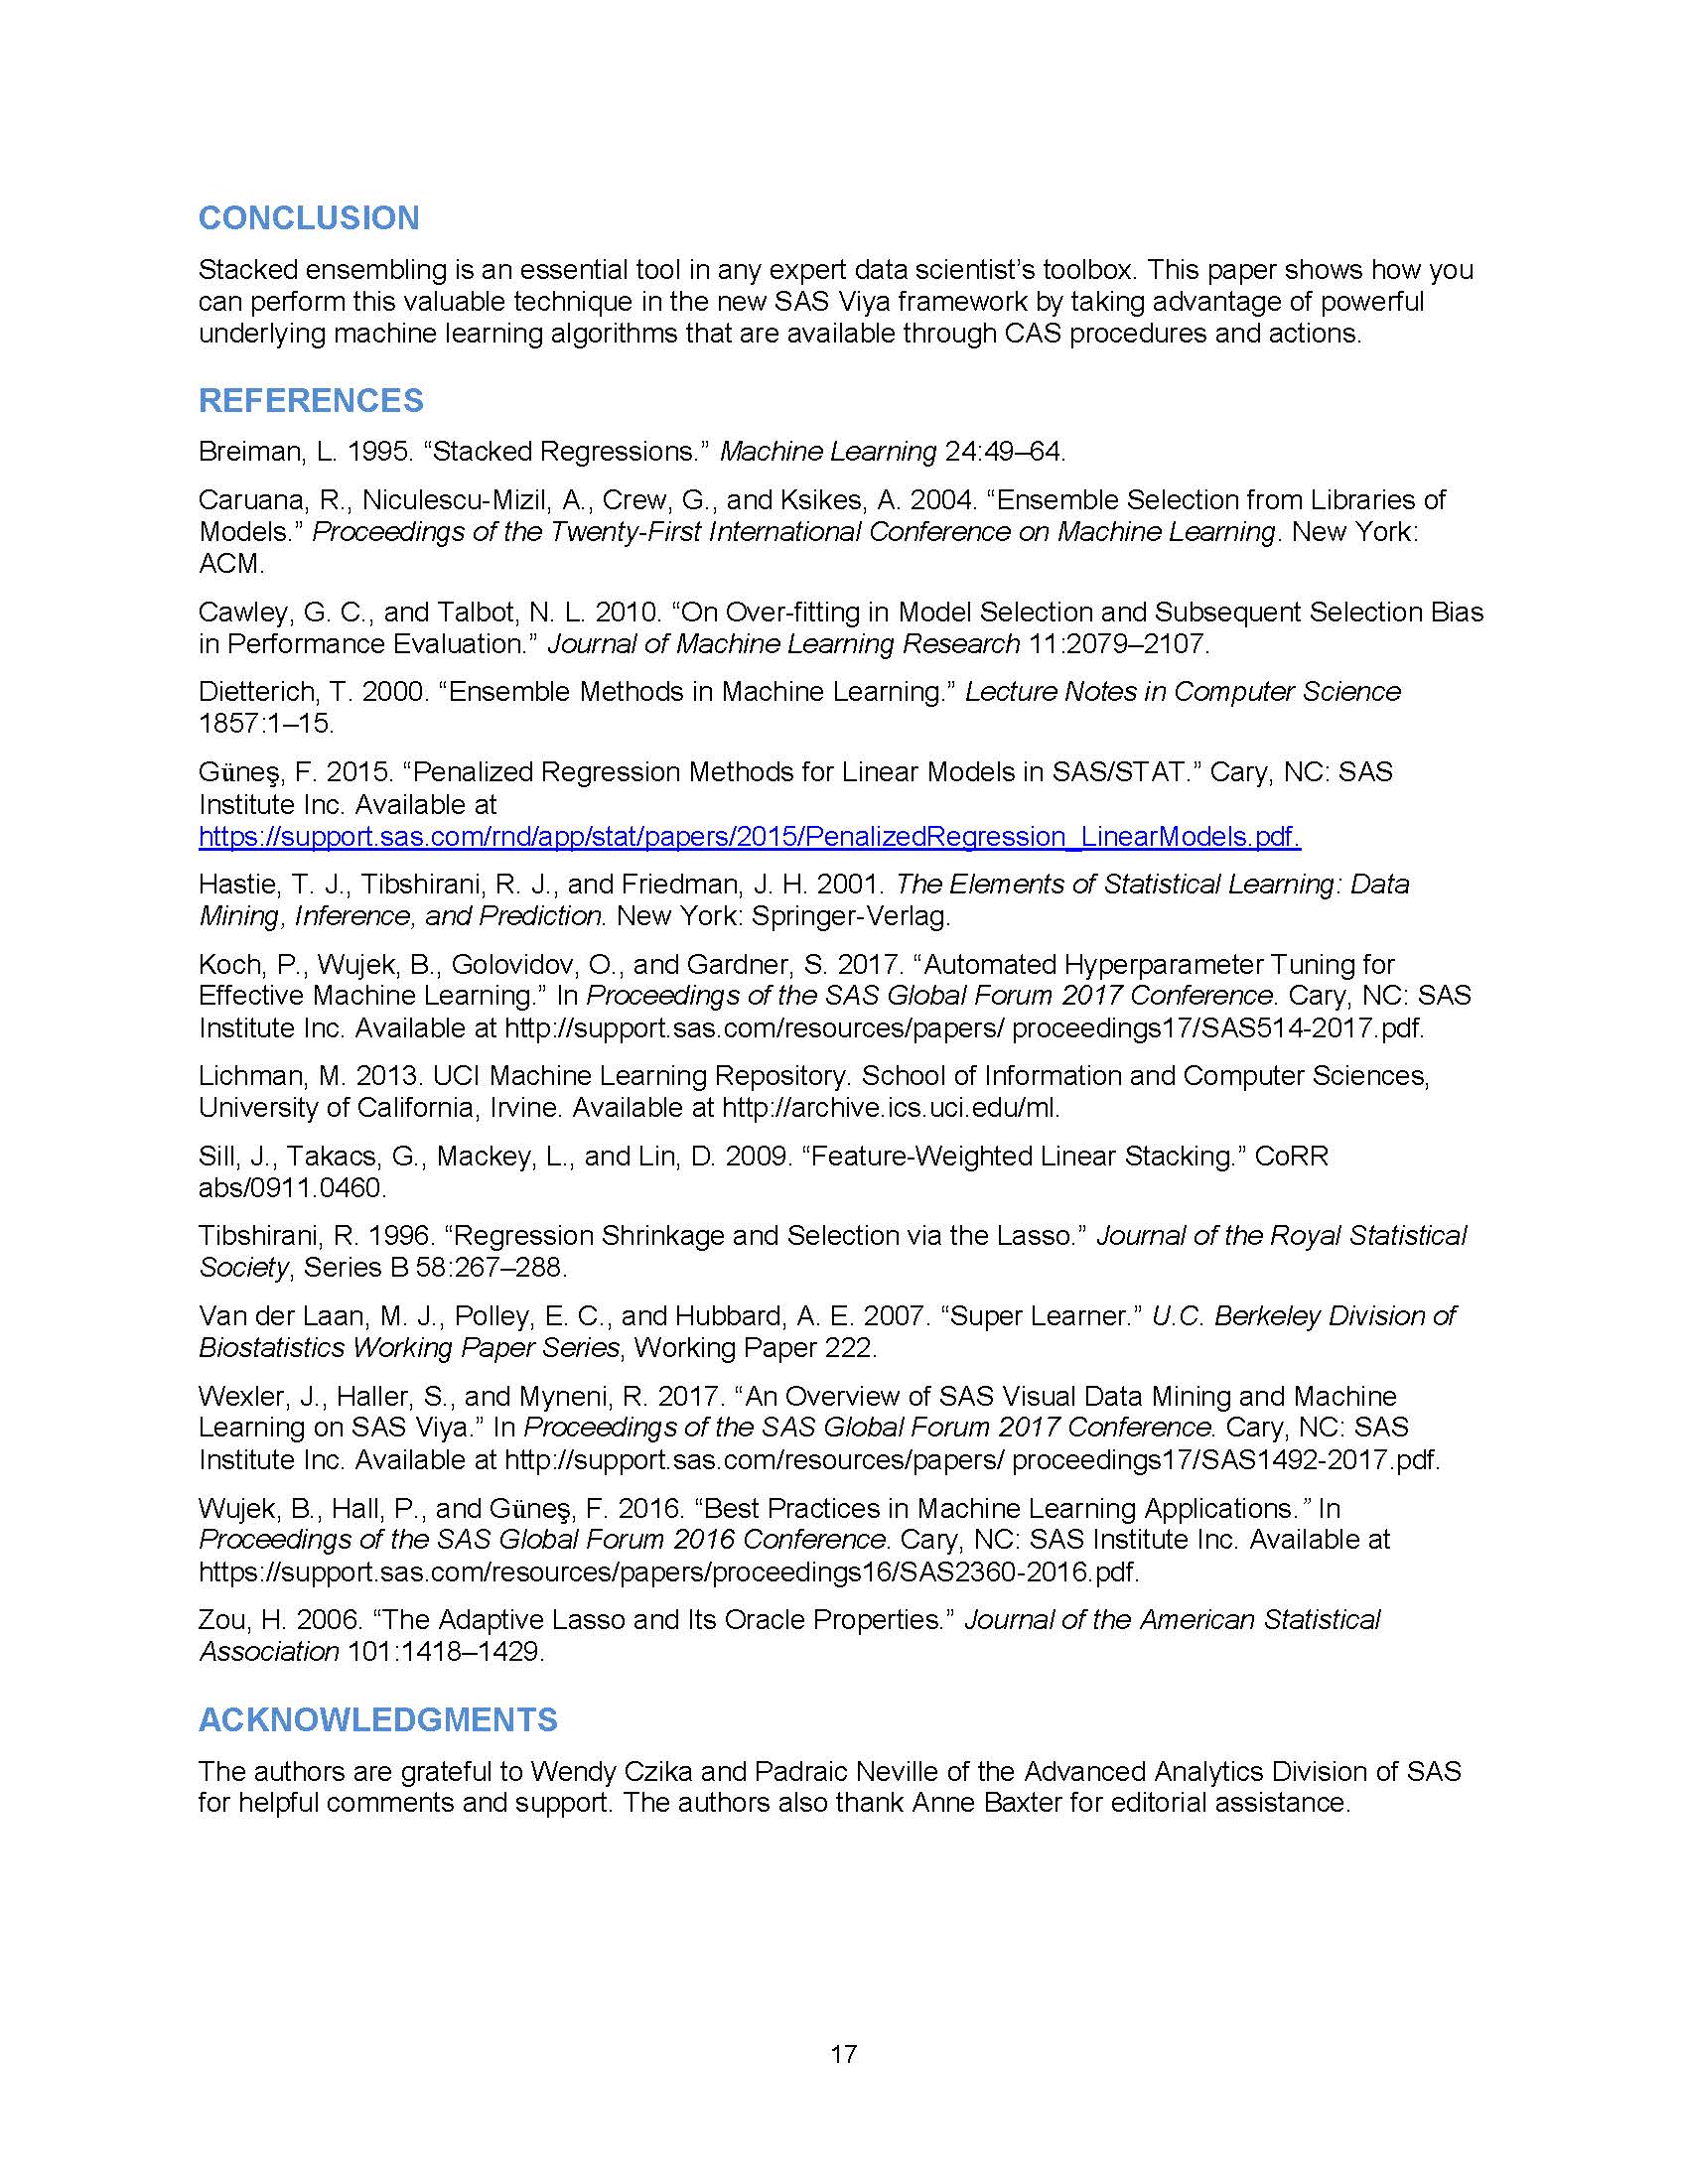 CONCLUSION
Stacked ensembling is an essential tool in any expert data scientist’s toolbox. This paper shows how you
can perform this valuable technique in the new SAS Viya framework by taking advantage of powerful
underlying machine learning algorithms that are available through CAS procedures and actions.
REFERENCES
Breiman, L. 1995. “Stacked Regressions.” Machine Learning 24:49–64.
Caruana, R., Niculescu-Mizil, A., Crew, G., and Ksikes, A. 2004. “Ensemble Selection from Libraries of
Models.” Proceedings of the Twenty-First International Conference on Machine Learning. New York:
ACM.
Cawley, G. C., and Talbot, N. L. 2010. “On Over-fitting in Model Selection and Subsequent Selection Bias
in Performance Evaluation.” Journal of Machine Learning Research 11:2079–2107.
Dietterich, T. 2000. “Ensemble Methods in Machine Learning.” Lecture Notes in Computer Science
1857:1–15.
Güneş, F. 2015. “Penalized Regression Methods for Linear Models in SAS/STAT.” Cary, NC: SAS
Institute Inc. Available at
https://support.sas.com/rnd/app/stat/papers/2015/PenalizedRegression_LinearModels.pdf.
Hastie, T. J., Tibshirani, R. J., and Friedman, J. H. 2001. The Elements of Statistical Learning: Data
Mining, Inference, and Prediction. New York: Springer-Verlag.
Koch, P., Wujek, B., Golovidov, O., and Gardner, S. 2017. “Automated Hyperparameter Tuning for
Effective Machine Learning.” In Proceedings of the SAS Global Forum 2017 Conference. Cary, NC: SAS
Institute Inc. Available at http://support.sas.com/resources/papers/ proceedings17/SAS514-2017.pdf.
Lichman, M. 2013. UCI Machine Learning Repository. School of Information and Computer Sciences,
University of California, Irvine. Available at http://archive.ics.uci.edu/ml.
Sill, J., Takacs, G., Mackey, L., and Lin, D. 2009. “Feature-Weighted Linear Stacking.” CoRR
abs/0911.0460.
Tibshirani, R. 1996. “Regression Shrinkage and Selection via the Lasso.” Journal of the Royal Statistical
Society, Series B 58:267–288.
Van der Laan, M. J., Polley, E. C., and Hubbard, A. E. 2007. “Super Learner.” U.C. Berkeley Division of
Biostatistics Working Paper Series, Working Paper 222.
Wexler, J., Haller, S., and Myneni, R. 2017. “An Overview of SAS Visual Data Mining and Machine
Learning on SAS Viya.” In Proceedings of the SAS Global Forum 2017 Conference. Cary, NC: SAS
Institute Inc. Available at http://support.sas.com/resources/papers/ proceedings17/SAS1492-2017.pdf.
Wujek, B., Hall, P., and Güneş, F. 2016. “Best Practices in Machine Learning Applications.” In
Proceedings of the SAS Global Forum 2016 Conference. Cary, NC: SAS Institute Inc. Available at
https://support.sas.com/resources/papers/proceedings16/SAS2360-2016.pdf.
Zou, H. 2006. “The Adaptive Lasso and Its Oracle Properties.” Journal of the American Statistical
Association 101:1418–1429.
ACKNOWLEDGMENTS
The authors are grateful to Wendy Czika and Padraic Neville of the Advanced Analytics Division of SAS
for helpful comments and support. The authors also thank Anne Baxter for editorial assistance.
17